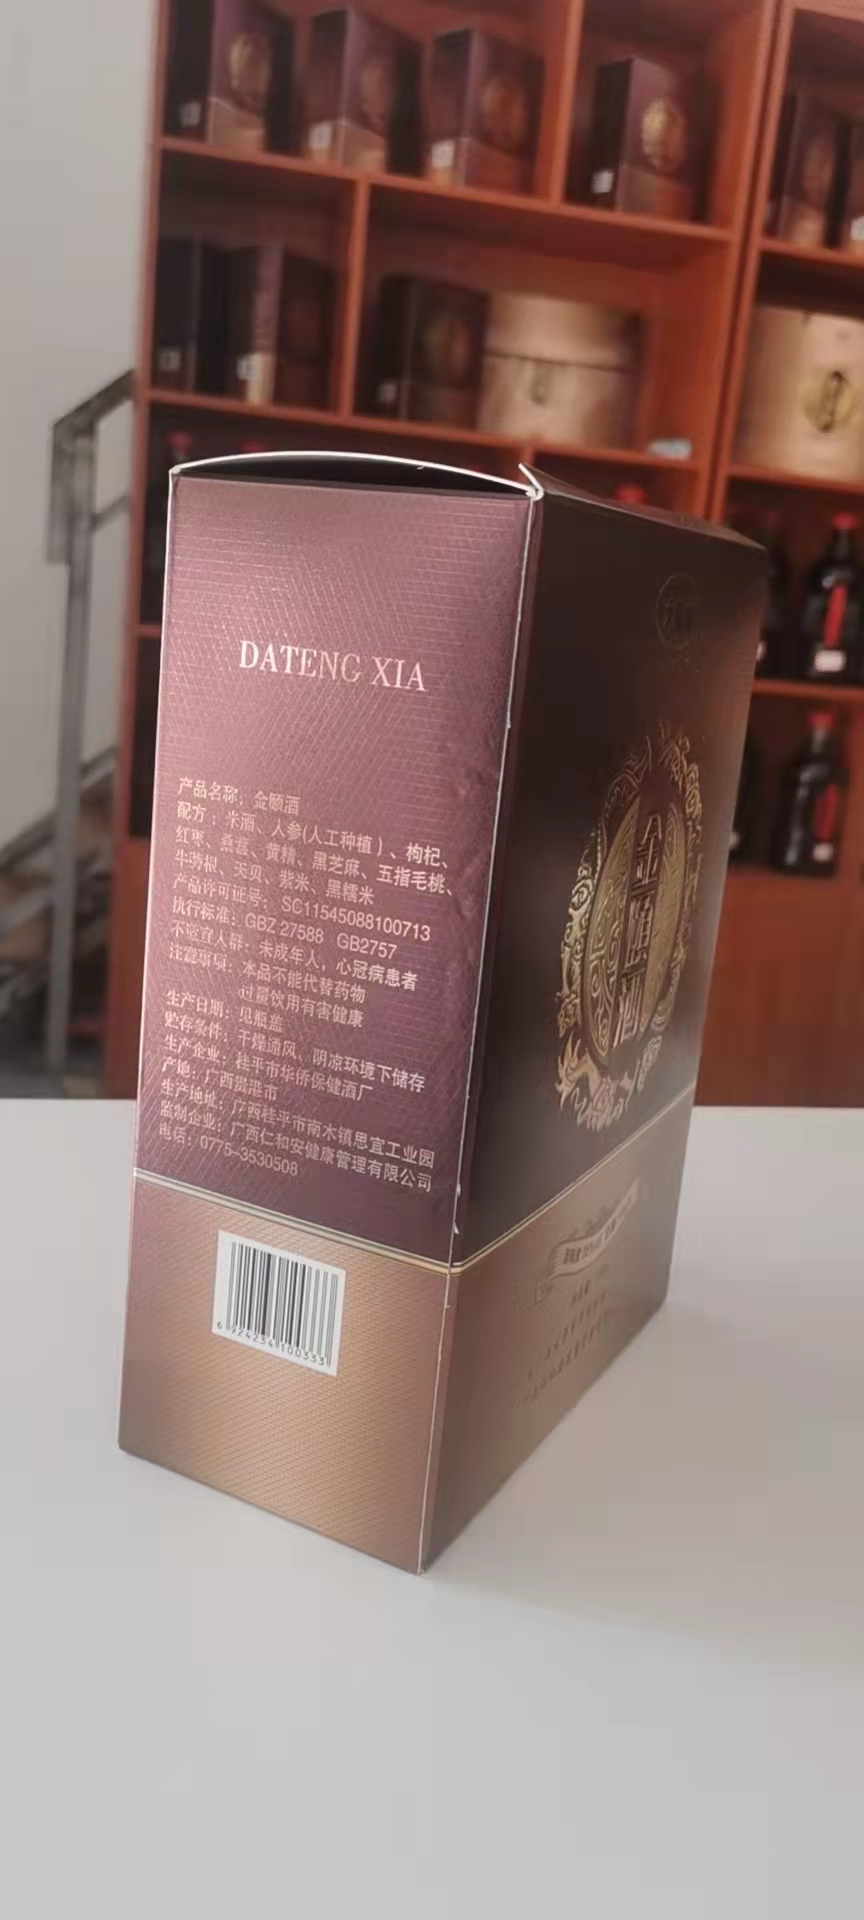 DATENG XIA
产品名称：金颐酒
配方：米酒、人参(人工种植）、枸杞、
红枣、桑葚、黄精、黑芝麻、五指毛桃、
牛蒡根、天贝、紫米、黑糯米
产品许可证号： SC11545088100713
执行标准：GBZ 27588 GB2757
不适宜人群：未成年人，心冠病患者
注意事项：本品不能代替药物
过量饮用有害健康
生产日期：见瓶盖
贮存条件：干燥通风、阴凉环境下储存
生产企业：桂平市华侨保健酒厂
产地：广西贵港市
生产地址：广西桂平市南木镇思宜工业园
监制企业：广西仁和安健康管理有限公司
电话：0775-3530508
6 924234 100333
金颐酒